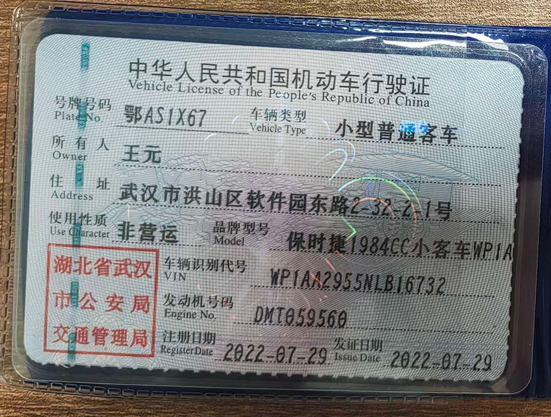 中华人民共和国机动车行驶证
Vehicle License of the People's Republic of China
号牌号码 鄂AS1X67 车辆类型 小型普通客车
Plate No. Vehicle Type
所有人 王元
Owner
住址 武汉市洪山区软件园东路2-32-2-1号
Address
使用性质 非营运 品牌型号 保时捷1984CC小客车WP1A
Use Character Model
湖北省武汉
市公安局
交通管理局
车辆识别代号 WP1AA2955NLB16732
VIN
发动机号码 DMT059560
Engine No.
注册日期 2022-07-29 发证日期 2022-07-29
Register Date Issue Date